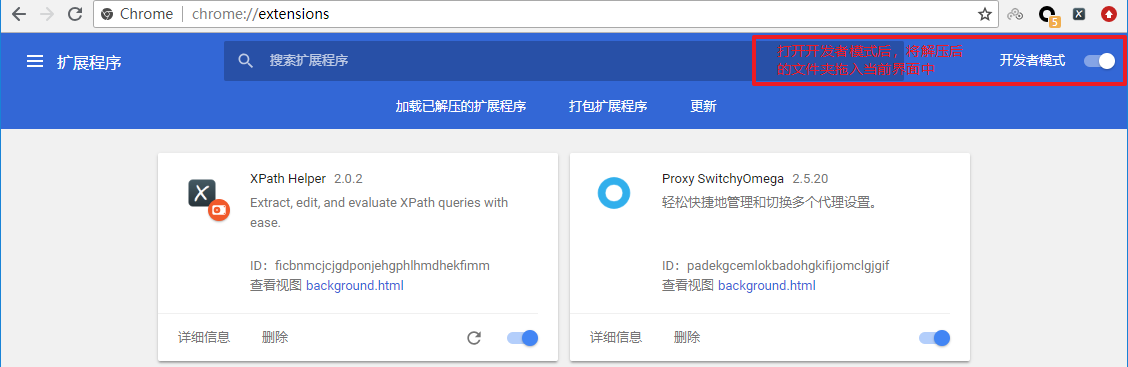 Chrome | chrome://extensions
5
扩展程序
搜索扩展程序
打开开发者模式后，将解压后
的文件夹拖入当前界面中
开发者模式
加载已解压的扩展程序 打包扩展程序 更新
XPath Helper 2.0.2
Extract, edit, and evaluate XPath queries with
ease.
ID：ficbnmcjcjgdponjehgphlhmdhekfimm
查看视图 background.html
详细信息 删除
Proxy SwitchyOmega 2.5.20
轻松快捷地管理和切换多个代理设置。
ID：padekgcemlokbadohgkifijomclgjgif
查看视图 background.html
详细信息 删除